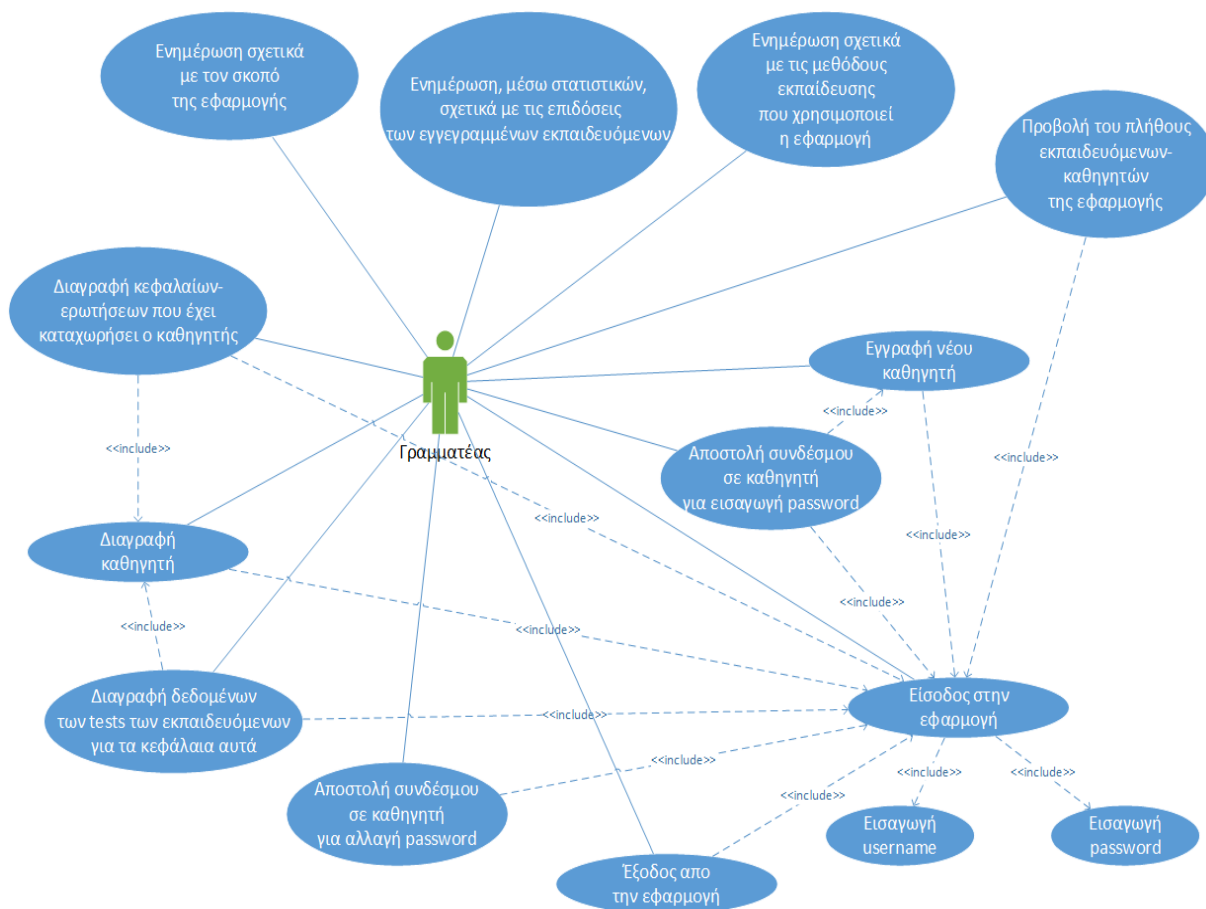 Ενημέρωση σχετικά
με τον σκοπό
της εφαρμογής
Ενημέρωση, μέσω στατιστικών,
σχετικά με τις επιδόσεις
των εγγεγραμμένων εκπαιδευόμενων
Ενημέρωση σχετικά
με τις μεθόδους
εκπαίδευσης
που χρησιμοποιεί
η εφαρμογή
Προβολή του πλήθους
εκπαιδευόμενων-
καθηγητών
της εφαρμογής
Διαγραφή κεφαλαίων-
ερωτήσεων που έχει
καταχωρήσει ο καθηγητής
Εγγραφή νέου
καθηγητή
<<include>>
Γραμματέας
Αποστολή συνδέσμου
σε καθηγητή
για εισαγωγή password
<<include>>
<<include>>
<<include>>
<<include>>
Διαγραφή
καθηγητή
<<include>>
<<include>>
<<include>>
<<include>>
Διαγραφή δεδομένων
των tests των εκπαιδευόμενων
για τα κεφάλαια αυτά
<<include>>
Είσοδος στην
εφαρμογή
Αποστολή συνδέσμου
σε καθηγητή
για αλλαγή password
<<include>>
<<include>>
<<include>>
<<include>>
Εισαγωγή
username
Εισαγωγή
password
Έξοδος απο
την εφαρμογή